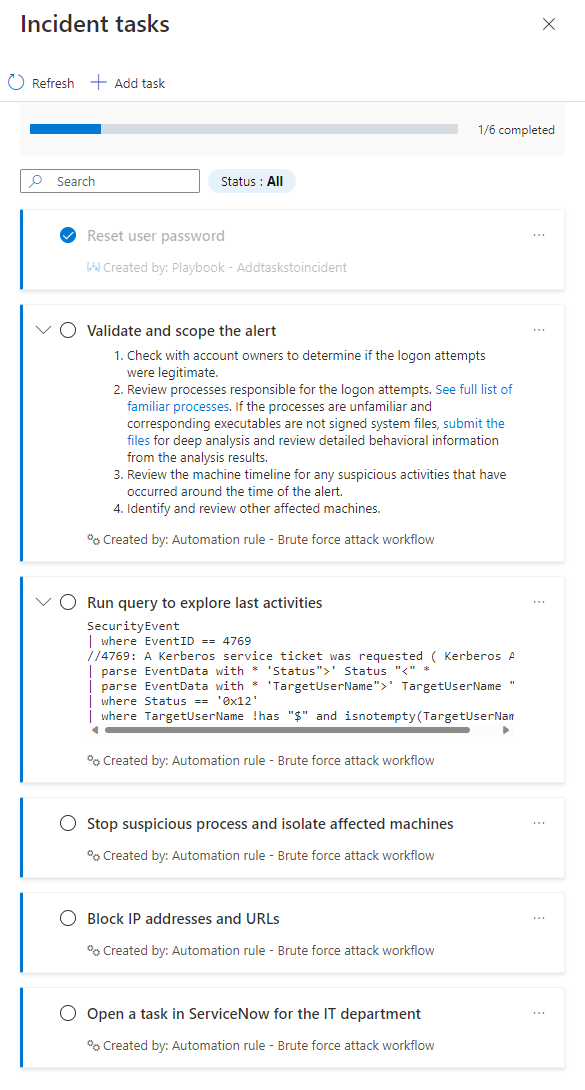 Incident tasks
Refresh
Add task
1/6 completed
Search
Status : All
Reset user password
Created by: Playbook - Addtaskstoincident
Validate and scope the alert
1. Check with account owners to determine if the logon attempts
were legitimate.
2. Review processes responsible for the logon attempts. See full list of
familiar processes. If the processes are unfamiliar and
corresponding executables are not signed system files, submit the
files for deep analysis and review detailed behavioral information
from the analysis results.
3. Review the machine timeline for any suspicious activities that have
occurred around the time of the alert.
4. Identify and review other affected machines.
Created by: Automation rule - Brute force attack workflow
Run query to explore last activities
SecurityEvent
| where EventID == 4769
//4769: A Kerberos service ticket was requested ( Kerberos A
| parse EventData with * 'Status">' Status "<" *
| parse EventData with * 'TargetUserName">' TargetUserName "
| where Status == '0x12'
| where TargetUserName !has "$" and isnotempty(TargetUserNam
Created by: Automation rule - Brute force attack workflow
Stop suspicious process and isolate affected machines
Created by: Automation rule - Brute force attack workflow
Block IP addresses and URLs
Created by: Automation rule - Brute force attack workflow
Open a task in ServiceNow for the IT department
Created by: Automation rule - Brute force attack workflow